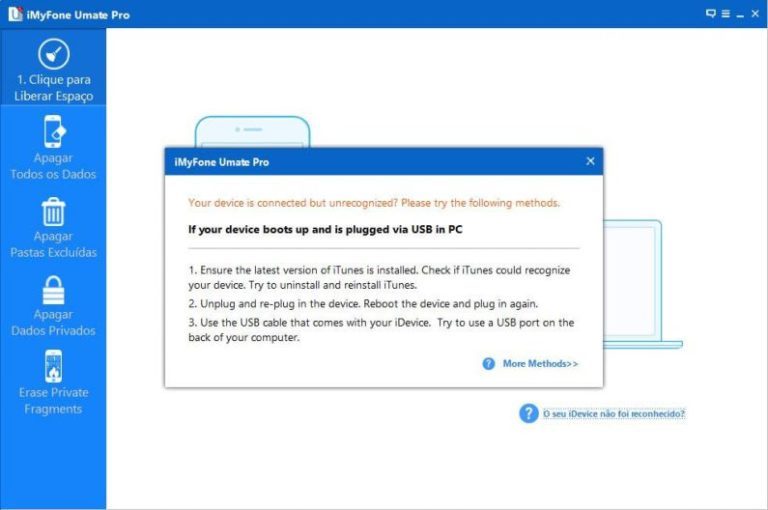 iMyFone Umate Pro
1. Clique para
Liberar Espaço
Apagar
Todos os Dados
Apagar
Pastas Excluídas
Apagar
Dados Privados
Erase Private
Fragments
iMyFone Umate Pro
Your device is connected but unrecognized? Please try the following methods.
If your device boots up and is plugged via USB in PC
1. Ensure the latest version of iTunes is installed. Check if iTunes could recognize
your device. Try to uninstall and reinstall iTunes.
2. Unplug and re-plug in the device. Reboot the device and plug in again.
3. Use the USB cable that comes with your iDevice. Try to use a USB port on the
back of your computer.
? More Methods>>
? O seu iDevice não foi reconhecido?